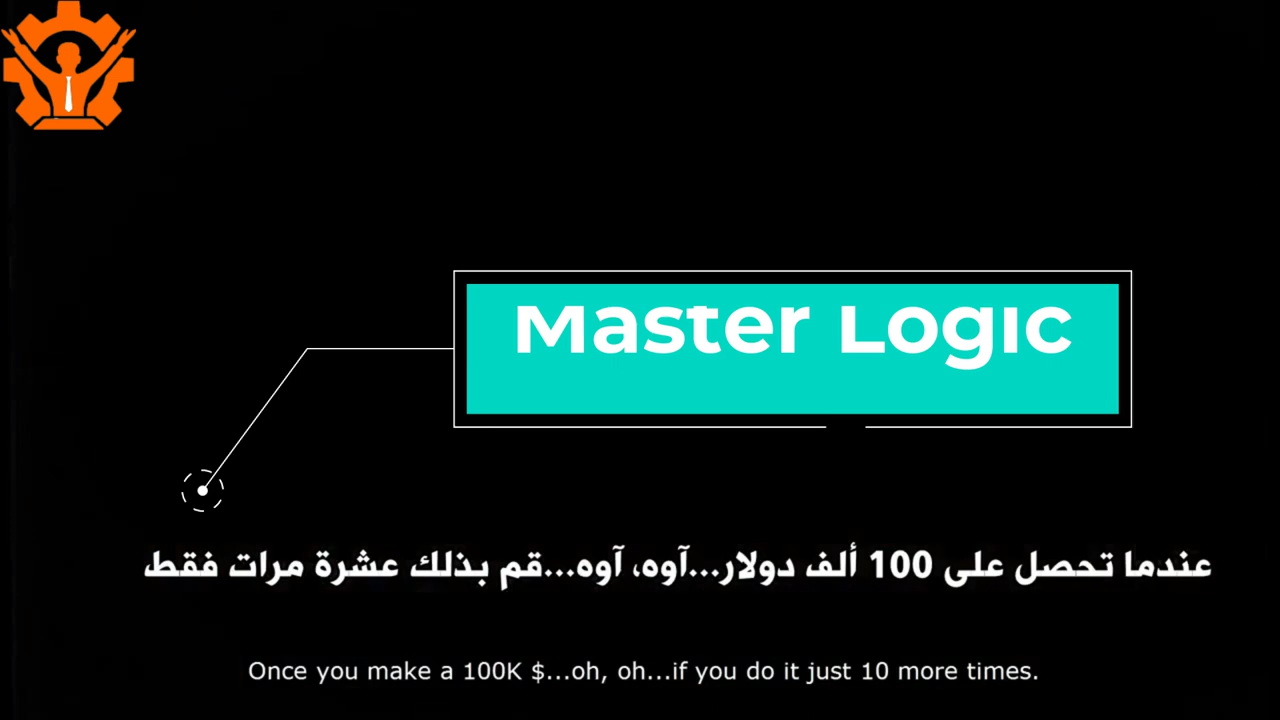 Master Logic
عندما تحصل على 100 ألف دولار...آوه، آوه...قم بذلك عشرة مرات فقط
Once you make a 100K $...oh, oh...if you do it just 10 more times.